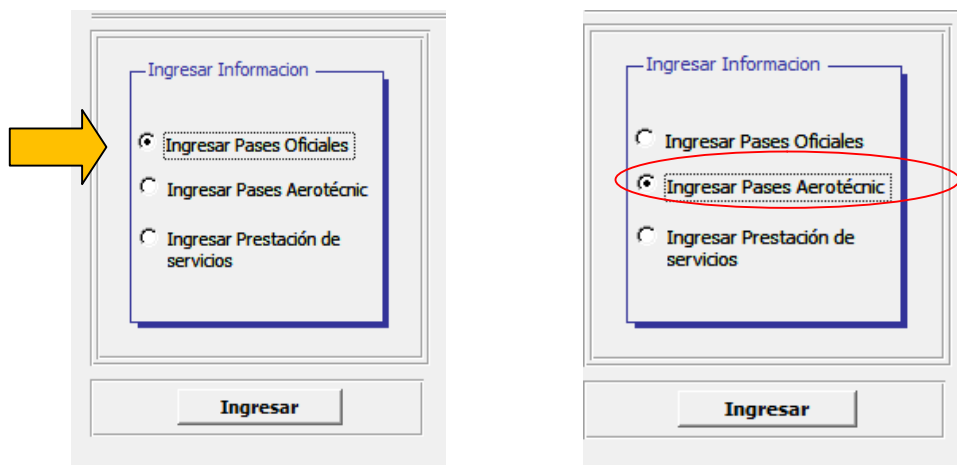 Ingresar Informacion
Ingresar Pases Oficiales
Ingresar Pases Aerotécnic
Ingresar Prestación de
servicios
Ingresar
Ingresar Informacion
Ingresar Pases Oficiales
Ingresar Pases Aerotécnic
Ingresar Prestación de
servicios
Ingresar